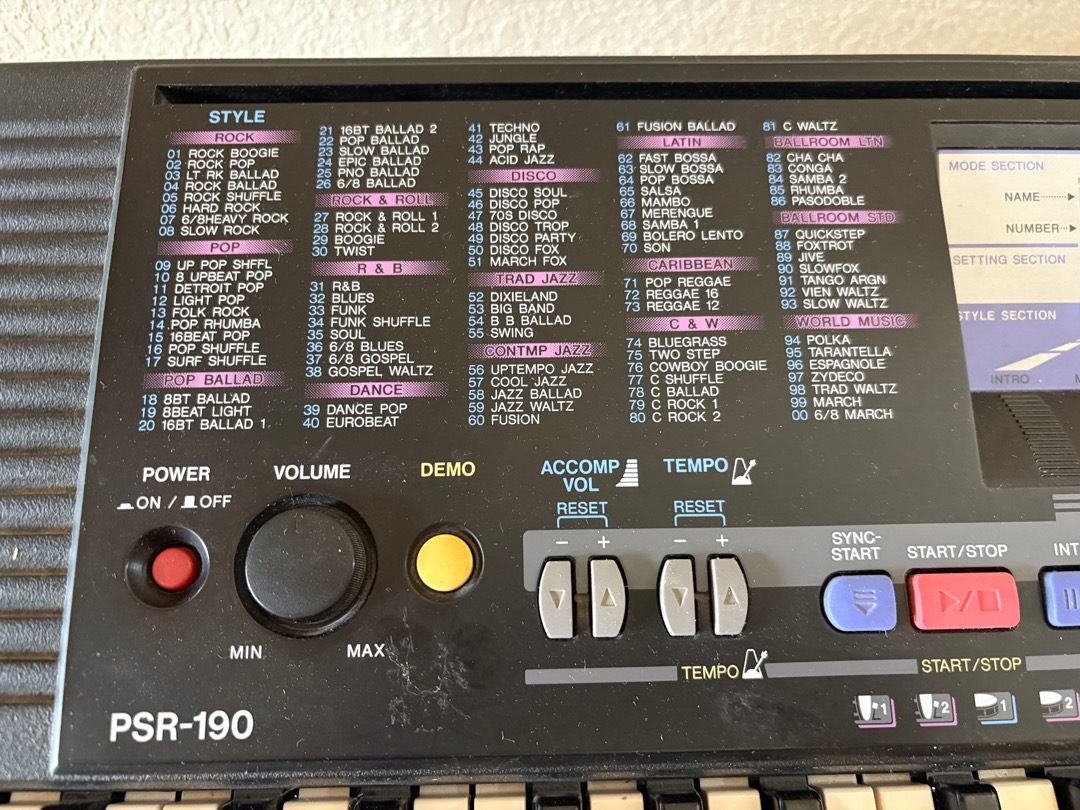 STYLE
ROCK
01 ROCK BOOGIE
02 ROCK POP
03 LT RK BALLAD
04 ROCK BALLAD
05 ROCK SHUFFLE
06 HARD ROCK
07 6/8HEAVY ROCK
08 SLOW ROCK
POP
09 UP POP SHFFL
10 8 UPBEAT POP
11 DETROIT POP
12 LIGHT POP
13 FOLK ROCK
14 POP RHUMBA
15 16BEAT POP
16 POP SHUFFLE
17 SURF SHUFFLE
POP BALLAD
18 8BT BALLAD
19 8BEAT LIGHT
20 16BT BALLAD 1
21 16BT BALLAD 2
22 POP BALLAD
23 SLOW BALLAD
24 EPIC BALLAD
25 PNO BALLAD
26 6/8 BALLAD
ROCK & ROLL
27 ROCK & ROLL 1
28 ROCK & ROLL 2
29 BOOGIE
30 TWIST
R & B
31 R&B
32 BLUES
33 FUNK
34 FUNK SHUFFLE
35 SOUL
36 6/8 BLUES
37 6/8 GOSPEL
38 GOSPEL WALTZ
DANCE
39 DANCE POP
40 EUROBEAT
41 TECHNO
42 JUNGLE
43 POP RAP
44 ACID JAZZ
DISCO
45 DISCO SOUL
46 DISCO POP
47 70S DISCO
48 DISCO TROP
49 DISCO PARTY
50 DISCO FOX
51 MARCH FOX
TRAD JAZZ
52 DIXIELAND
53 BIG BAND
54 B B BALLAD
55 SWING
CONTMP JAZZ
56 UPTEMPO JAZZ
57 COOL JAZZ
58 JAZZ BALLAD
59 JAZZ WALTZ
60 FUSION
61 FUSION BALLAD
LATIN
62 FAST BOSSA
63 SLOW BOSSA
64 POP BOSSA
65 SALSA
66 MAMBO
67 MERENGUE
68 SAMBA 1
69 BOLERO LENTO
70 SON
CARIBBEAN
71 POP REGGAE
72 REGGAE 16
73 REGGAE 12
C & W
74 BLUEGRASS
75 TWO STEP
76 COWBOY BOOGIE
77 C SHUFFLE
78 C BALLAD
79 C ROCK 1
80 C ROCK 2
81 C WALTZ
BALLROOM LTN
82 CHA CHA
83 CONGA
84 SAMBA 2
85 RHUMBA
86 PASODOBLE
BALLROOM STD
87 QUICKSTEP
88 FOXTROT
89 JIVE
90 SLOWFOX
91 TANGO ARGN
92 VIEN WALTZ
93 SLOW WALTZ
WORLD MUSIC
94 POLKA
95 TARANTELLA
96 ESPAGNOLE
97 ZYDECO
98 TRAD WALTZ
99 MARCH
00 6/8 MARCH
MODE SECTION
NAME
NUMBER
SETTING SECTION
STYLE SECTION
INTRO
POWER
ON / OFF
VOLUME
MIN
MAX
DEMO
ACCOMP
VOL
RESET
- +
TEMPO
RESET
- +
SYNC-
START
START/STOP
INT
TEMPO
START/STOP
1
2
1
2
PSR-190